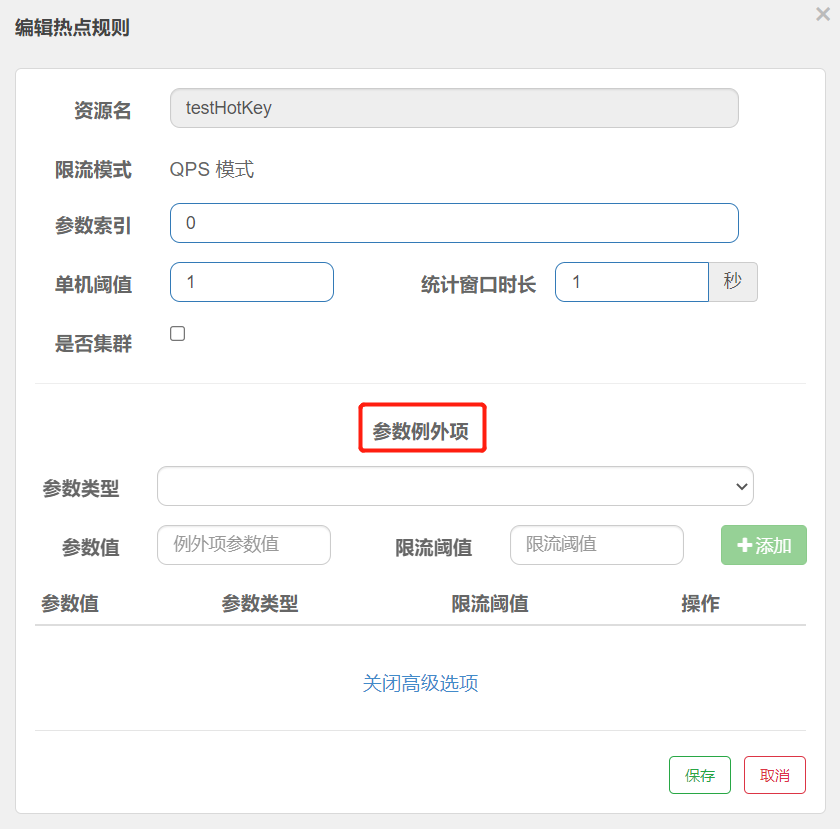 编辑热点规则
×
资源名 testHotKey
限流模式 QPS 模式
参数索引 0
单机阈值 1 统计窗口时长 1 秒
是否集群
参数例外项
参数类型
参数值 例外项参数值 限流阈值 限流阈值 +添加
参数值 参数类型 限流阈值 操作
关闭高级选项
保存 取消